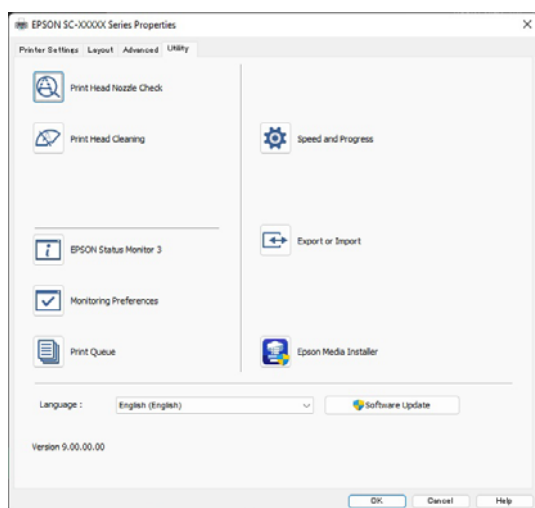 EPSON SC-XXXXX Series Properties
Printer Settings Layout Advanced Utility
Print Head Nozzle Check
Print Head Cleaning
Speed and Progress
EPSON Status Monitor 3
Export or Import
Monitoring Preferences
Print Queue
Epson Media Installer
Language :
English (English)
Software Update
Version 9.00.00.00
OK Cancel Help